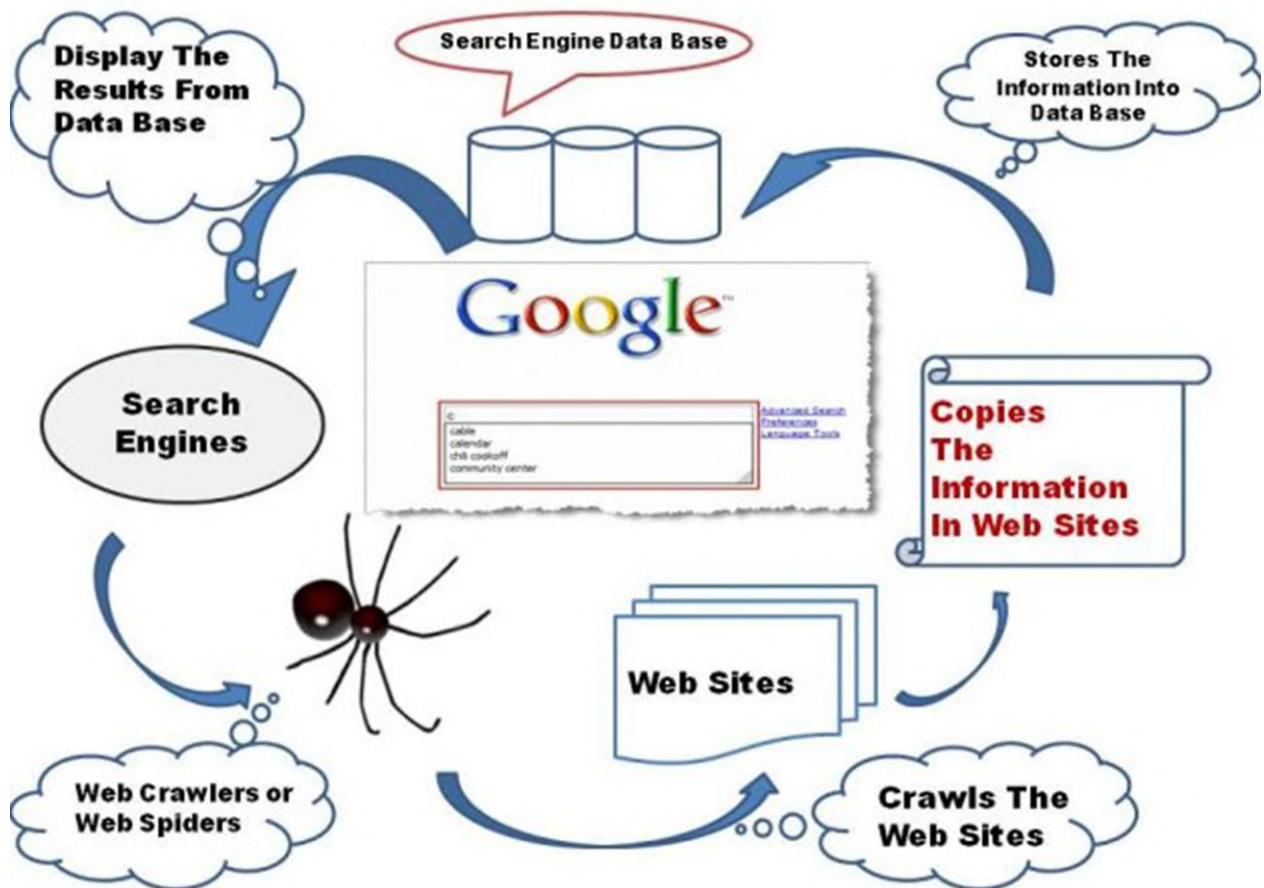 Display The
Results From
Data Base
Search Engine Data Base
Stores The
Information Into
Data Base
Google™
c
cable
calendar
chili cookoff
community center
Advanced Search
Preferences
Language Tools
Search
Engines
Copies
The
Information
In Web Sites
Web Sites
Web Crawlers or
Web Spiders
Crawls The
Web Sites